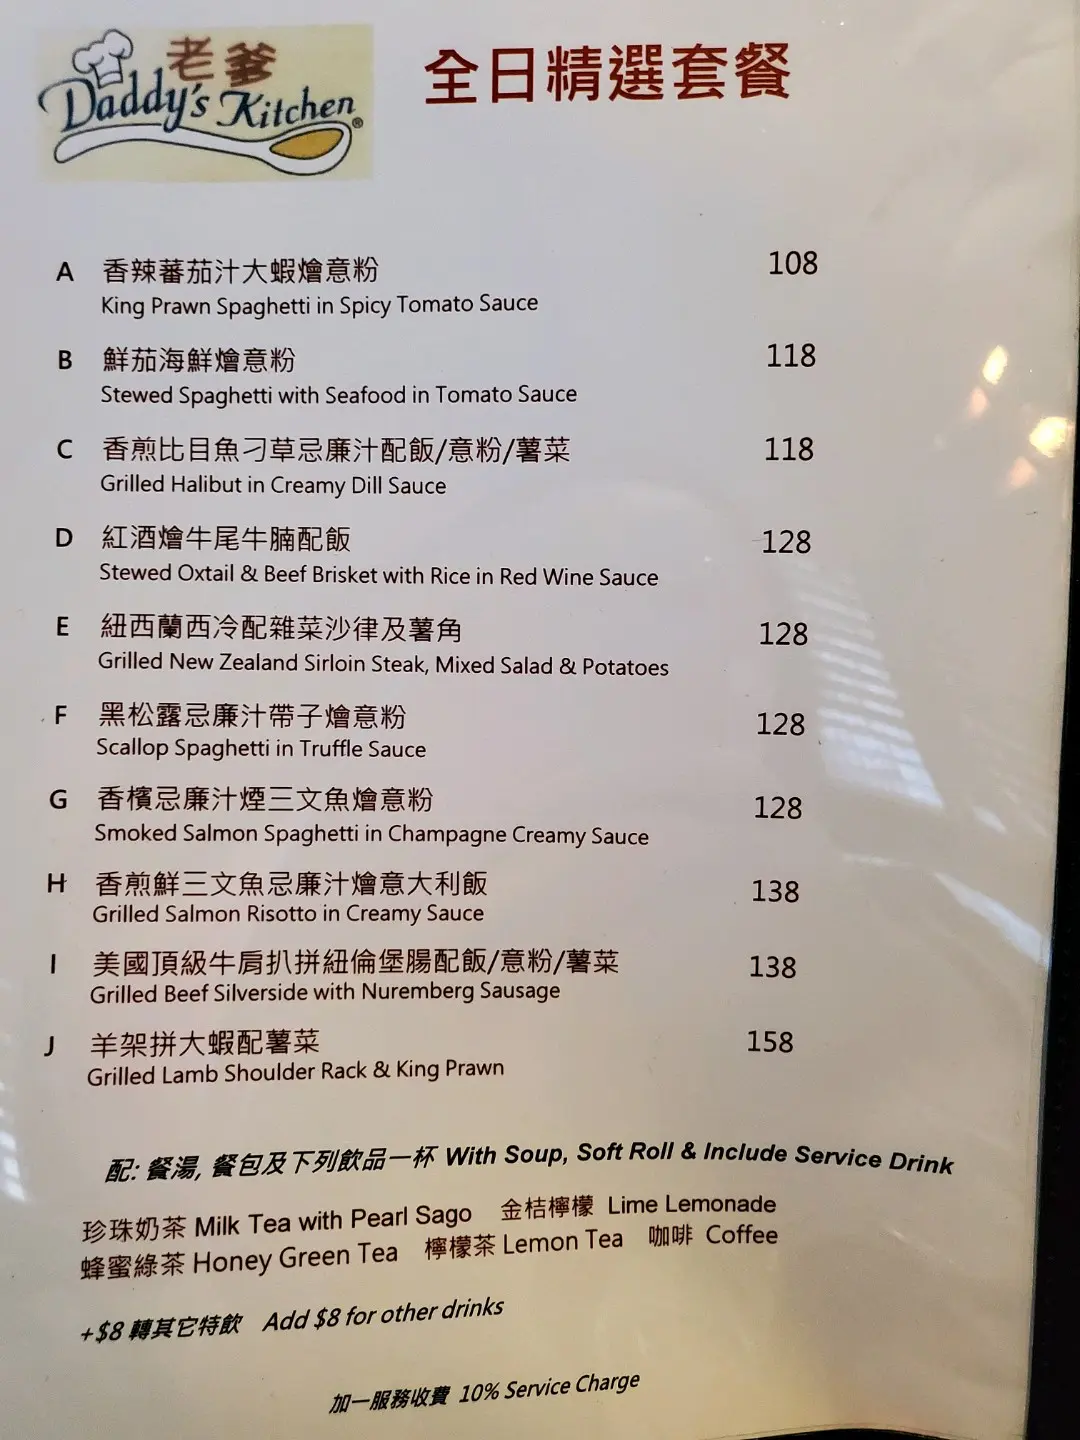 老爹
Daddy's Kitchen®
全日精選套餐
A 香辣蕃茄汁大蝦燴意粉 108
King Prawn Spaghetti in Spicy Tomato Sauce
B 鮮茄海鮮燴意粉 118
Stewed Spaghetti with Seafood in Tomato Sauce
C 香煎比目魚刁草忌廉汁配飯/意粉/薯菜 118
Grilled Halibut in Creamy Dill Sauce
D 紅酒燴牛尾牛腩配飯 128
Stewed Oxtail & Beef Brisket with Rice in Red Wine Sauce
E 紐西蘭西冷配雜菜沙律及薯角 128
Grilled New Zealand Sirloin Steak, Mixed Salad & Potatoes
F 黑松露忌廉汁帶子燴意粉 128
Scallop Spaghetti in Truffle Sauce
G 香檳忌廉汁煙三文魚燴意粉 128
Smoked Salmon Spaghetti in Champagne Creamy Sauce
H 香煎鮮三文魚忌廉汁燴意大利飯 138
Grilled Salmon Risotto in Creamy Sauce
I 美國頂級牛肩扒拼紐倫堡腸配飯/意粉/薯菜 138
Grilled Beef Silverside with Nuremberg Sausage
J 羊架拼大蝦配薯菜 158
Grilled Lamb Shoulder Rack & King Prawn
配: 餐湯, 餐包及下列飲品一杯 With Soup, Soft Roll & Include Service Drink
珍珠奶茶 Milk Tea with Pearl Sago 金桔檸檬 Lime Lemonade
蜂蜜綠茶 Honey Green Tea 檸檬茶 Lemon Tea 咖啡 Coffee
+$8 轉其它特飲 Add $8 for other drinks
加一服務收費 10% Service Charge